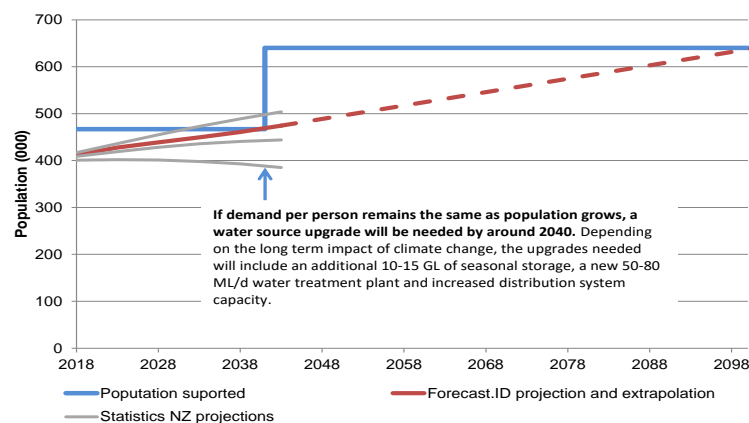 700
600
500
400
300
200
100
0
Population (000)
If demand per person remains the same as population grows, a
water source upgrade will be needed by around 2040. Depending
on the long term impact of climate change, the upgrades needed
will include an additional 10-15 GL of seasonal storage, a new 50-80
ML/d water treatment plant and increased distribution system
capacity.
2018 2028 2038 2048 2058 2068 2078 2088 2098
Population suported
Forecast.ID projection and extrapolation
Statistics NZ projections